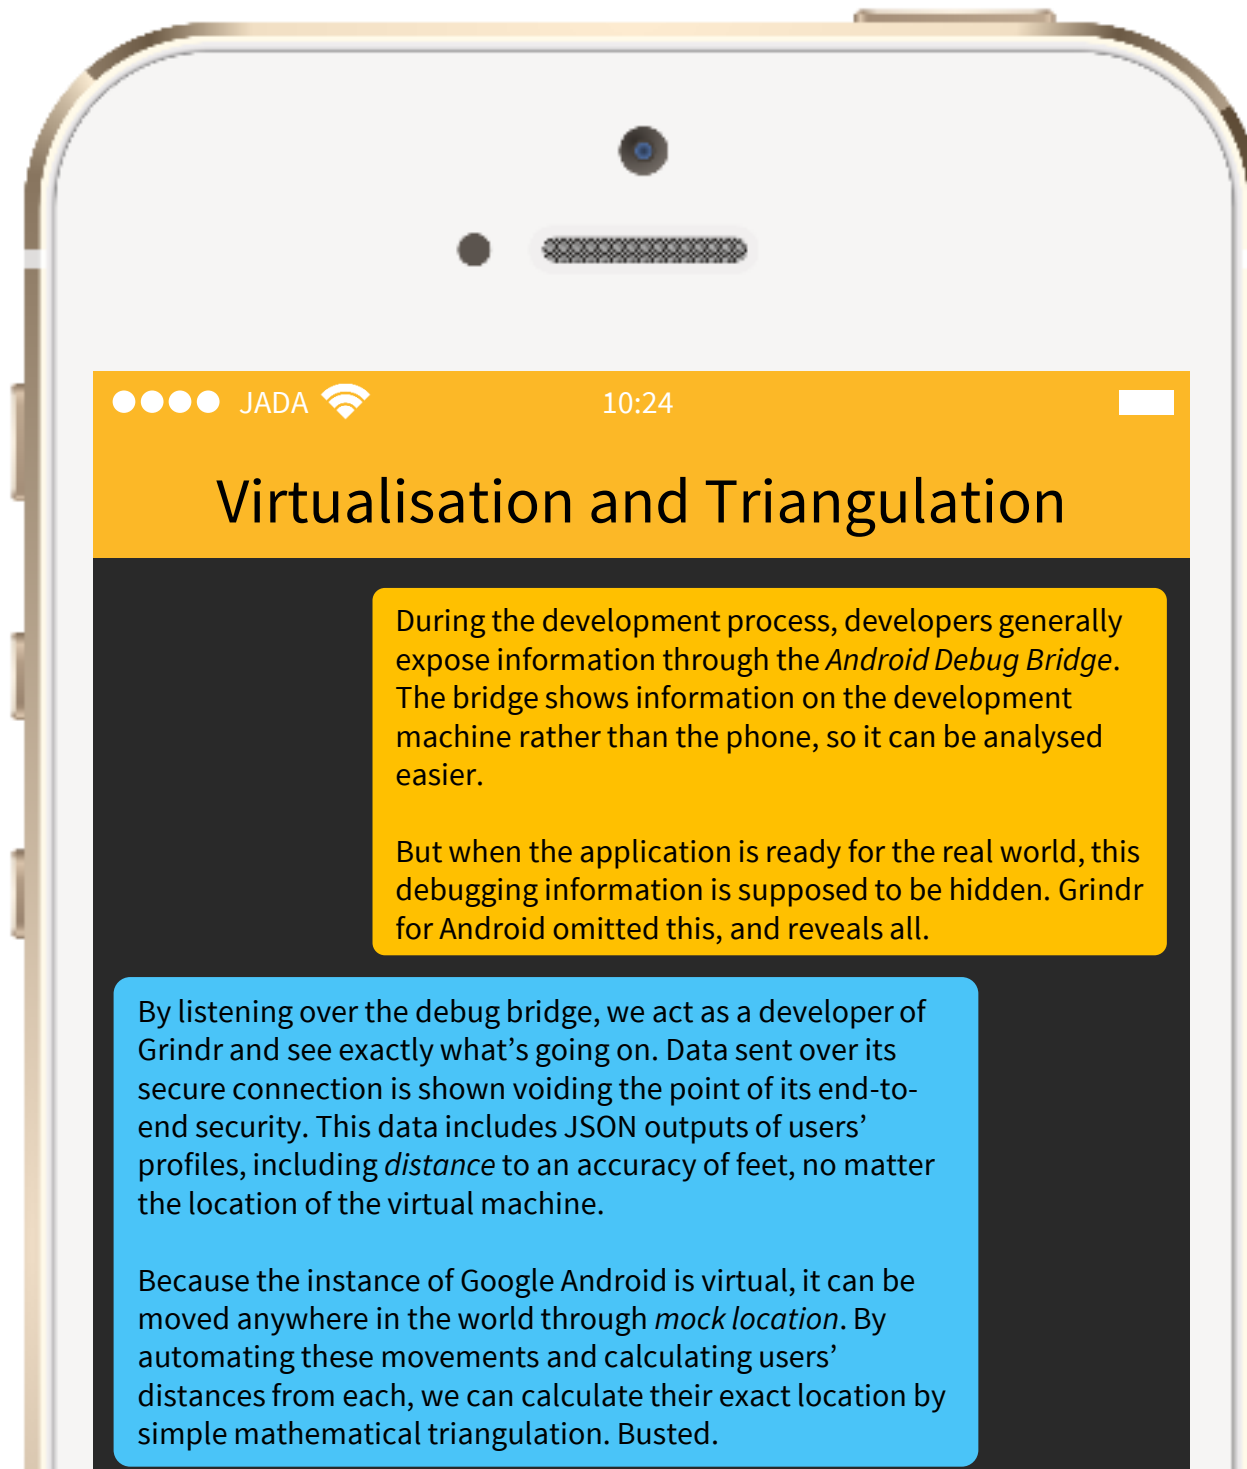 JADA
10:24
Virtualisation and Triangulation
During the development process, developers generally
expose information through the Android Debug Bridge.
The bridge shows information on the development
machine rather than the phone, so it can be analysed
easier.
But when the application is ready for the real world, this
debugging information is supposed to be hidden. Grindr
for Android omitted this, and reveals all.
By listening over the debug bridge, we act as a developer of
Grindr and see exactly what’s going on. Data sent over its
secure connection is shown voiding the point of its end-to-
end security. This data includes JSON outputs of users’
profiles, including distance to an accuracy of feet, no matter
the location of the virtual machine.
Because the instance of Google Android is virtual, it can be
moved anywhere in the world through mock location. By
automating these movements and calculating users’
distances from each, we can calculate their exact location by
simple mathematical triangulation. Busted.